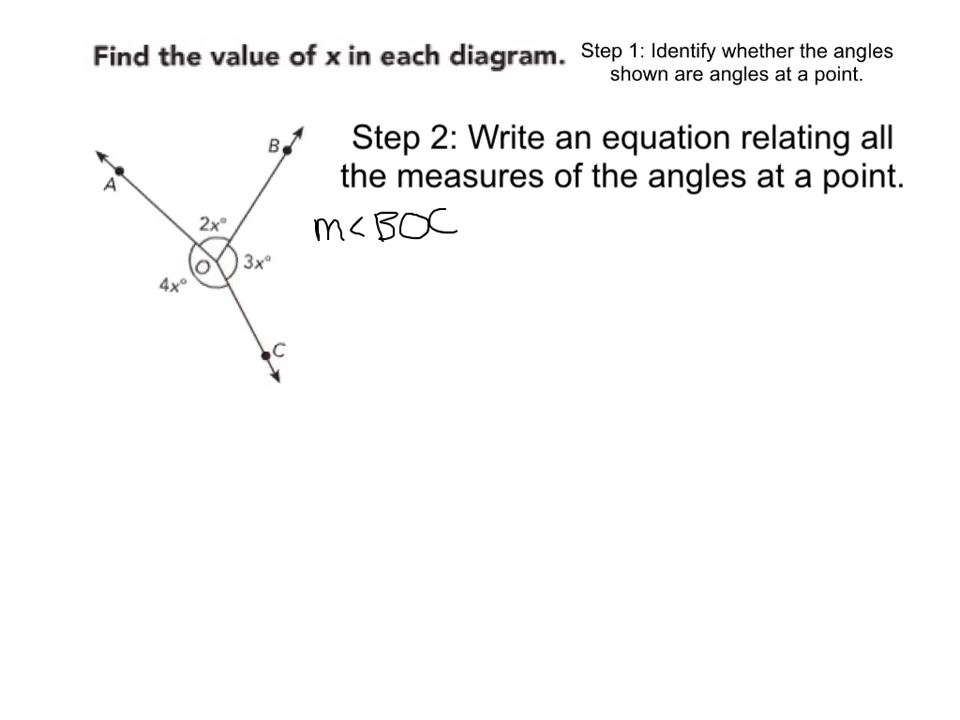 Find the value of x in each diagram.
Step 1: Identify whether the angles
shown are angles at a point.
Step 2: Write an equation relating all
the measures of the angles at a point.
m< BOC
B
A
2x°
O
3x°
4x°
C